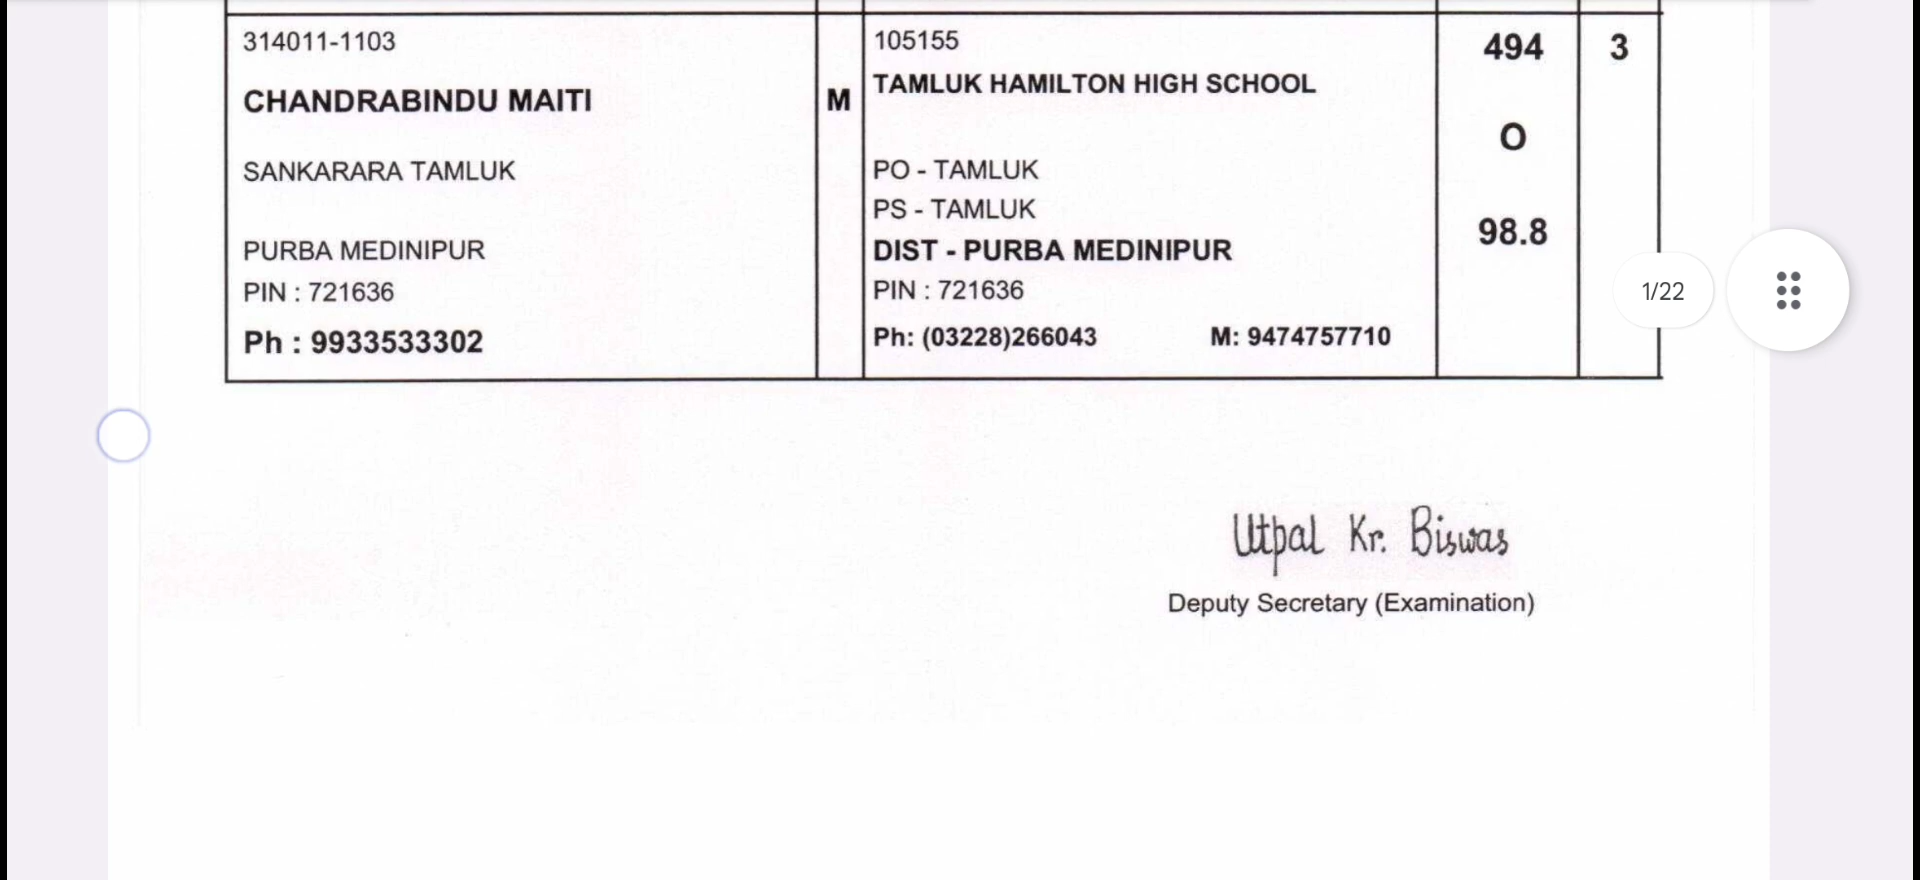 314011-1103
CHANDRABINDU MAITI
SANKARARA TAMLUK
PURBA MEDINIPUR
PIN : 721636
Ph : 9933533302
M
105155
TAMLUK HAMILTON HIGH SCHOOL
PO - TAMLUK
PS - TAMLUK
DIST - PURBA MEDINIPUR
PIN : 721636
Ph: (03228)266043 M: 9474757710
494
O
98.8
3
1/22
Utpal Kr. Biswas
Deputy Secretary (Examination)